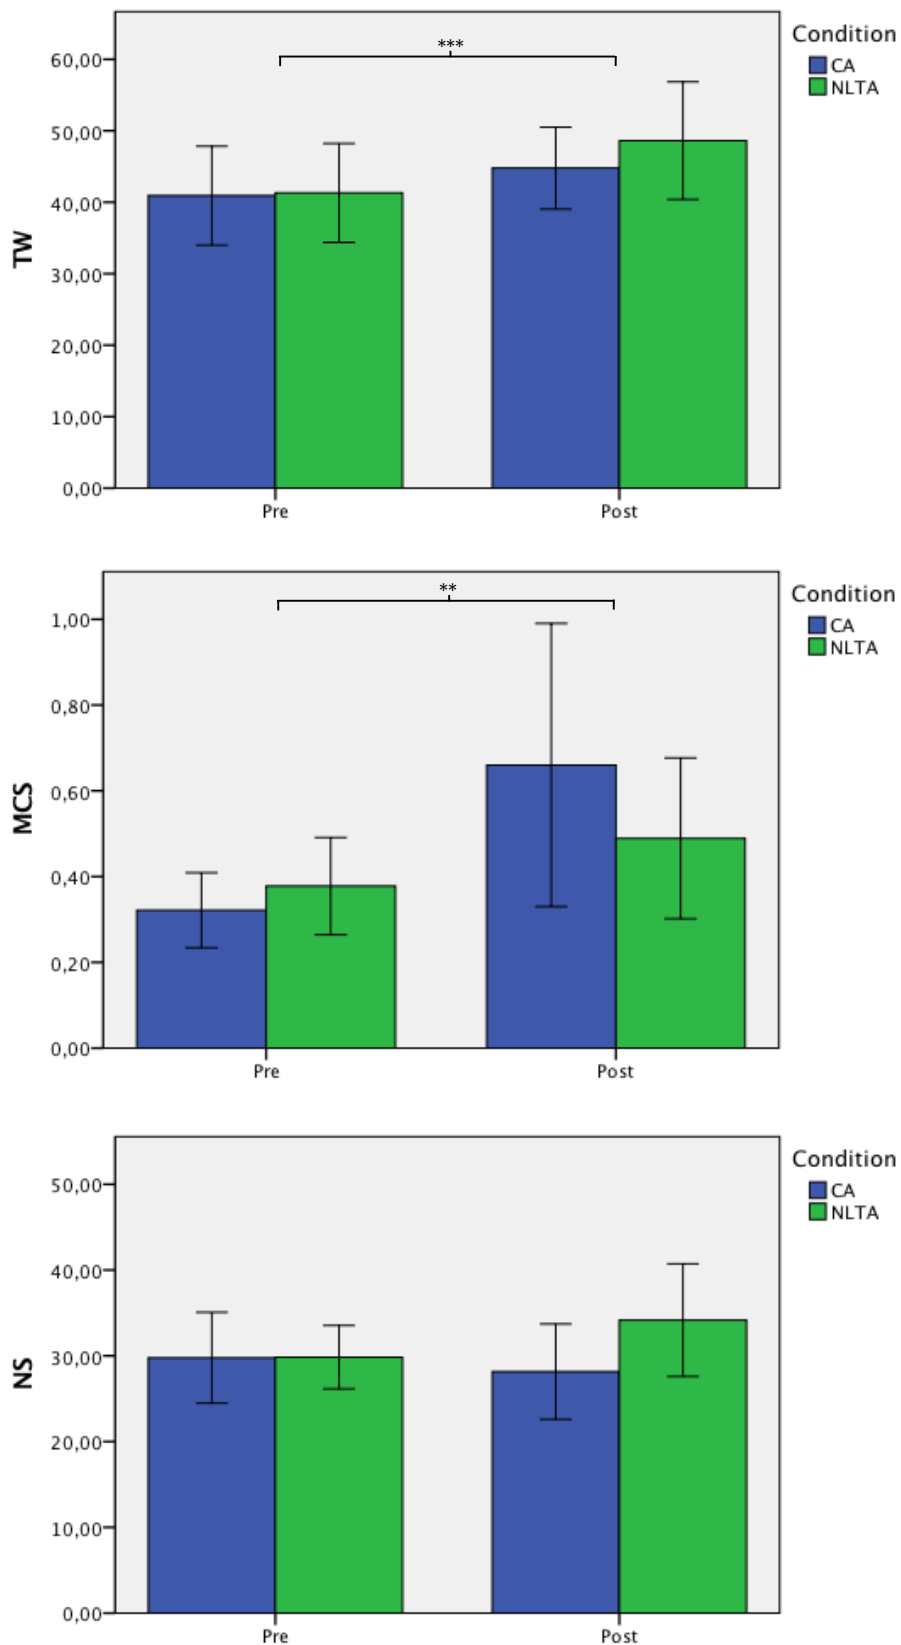 ***
Condition
CA
NLTA
60,00
50,00
40,00
30,00
20,00
10,00
0,00
TW
Pre Post
**
Condition
CA
NLTA
1,00
0,80
0,60
0,40
0,20
0,00
MCS
Pre Post
Condition
CA
NLTA
50,00
40,00
30,00
20,00
10,00
0,00
NS
Pre Post